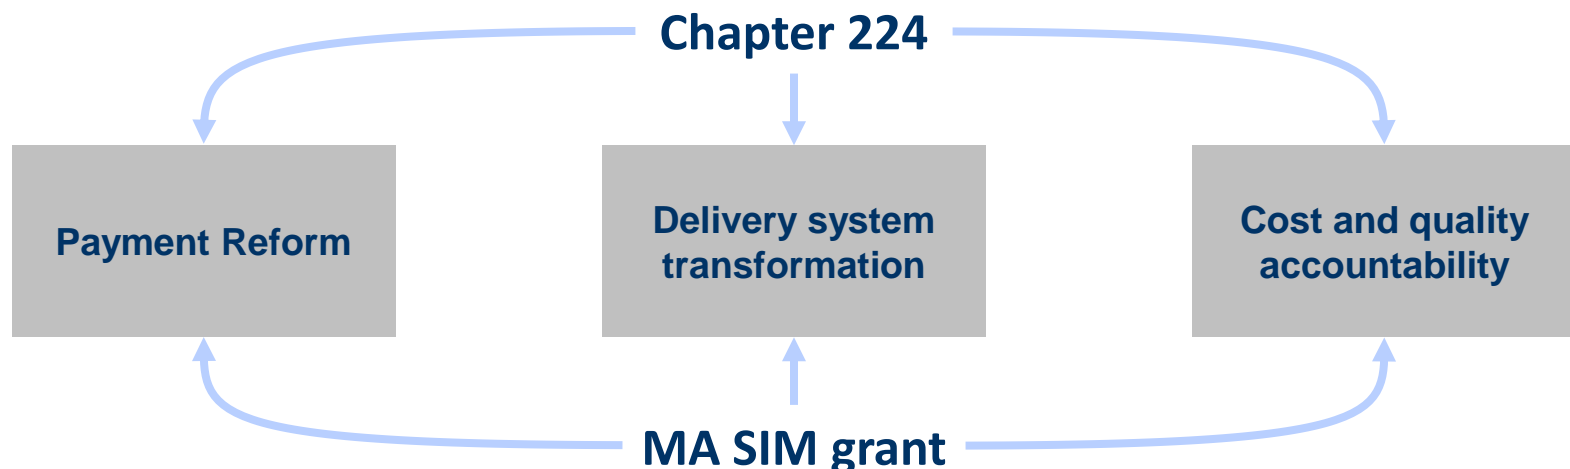 Chapter 224
Payment Reform
Delivery system
transformation
Cost and quality
accountability
MA SIM grant